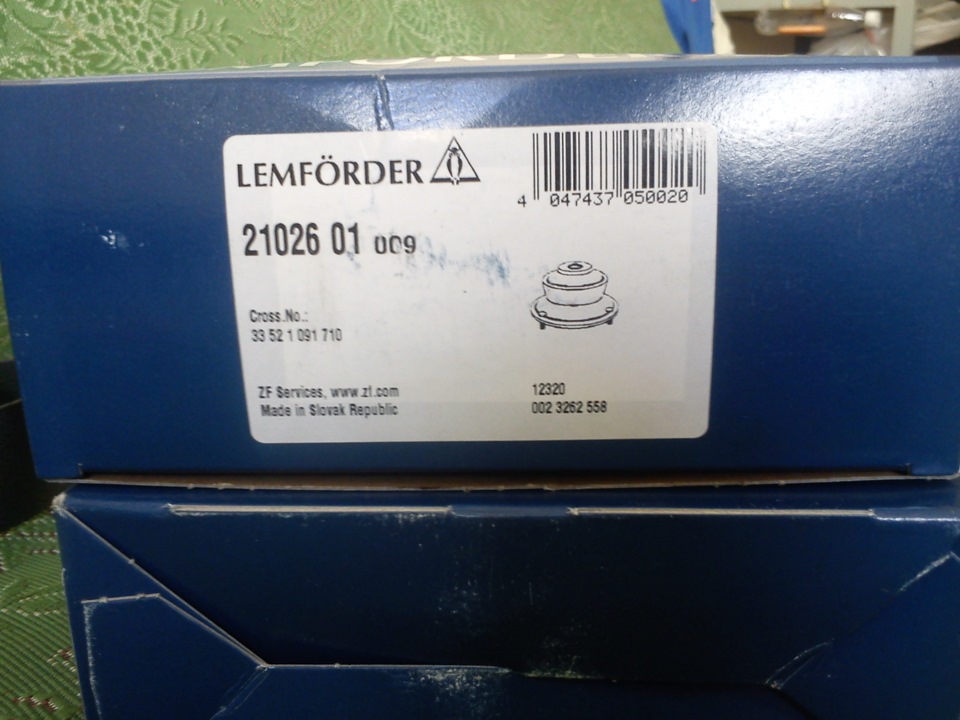 LEMFÖRDER
4 047437 050020
21026 01 009
Cross.No.:
33 52 1 091 710
ZF Services, www.zf.com
Made in Slovak Republic
12320
002 3262 558